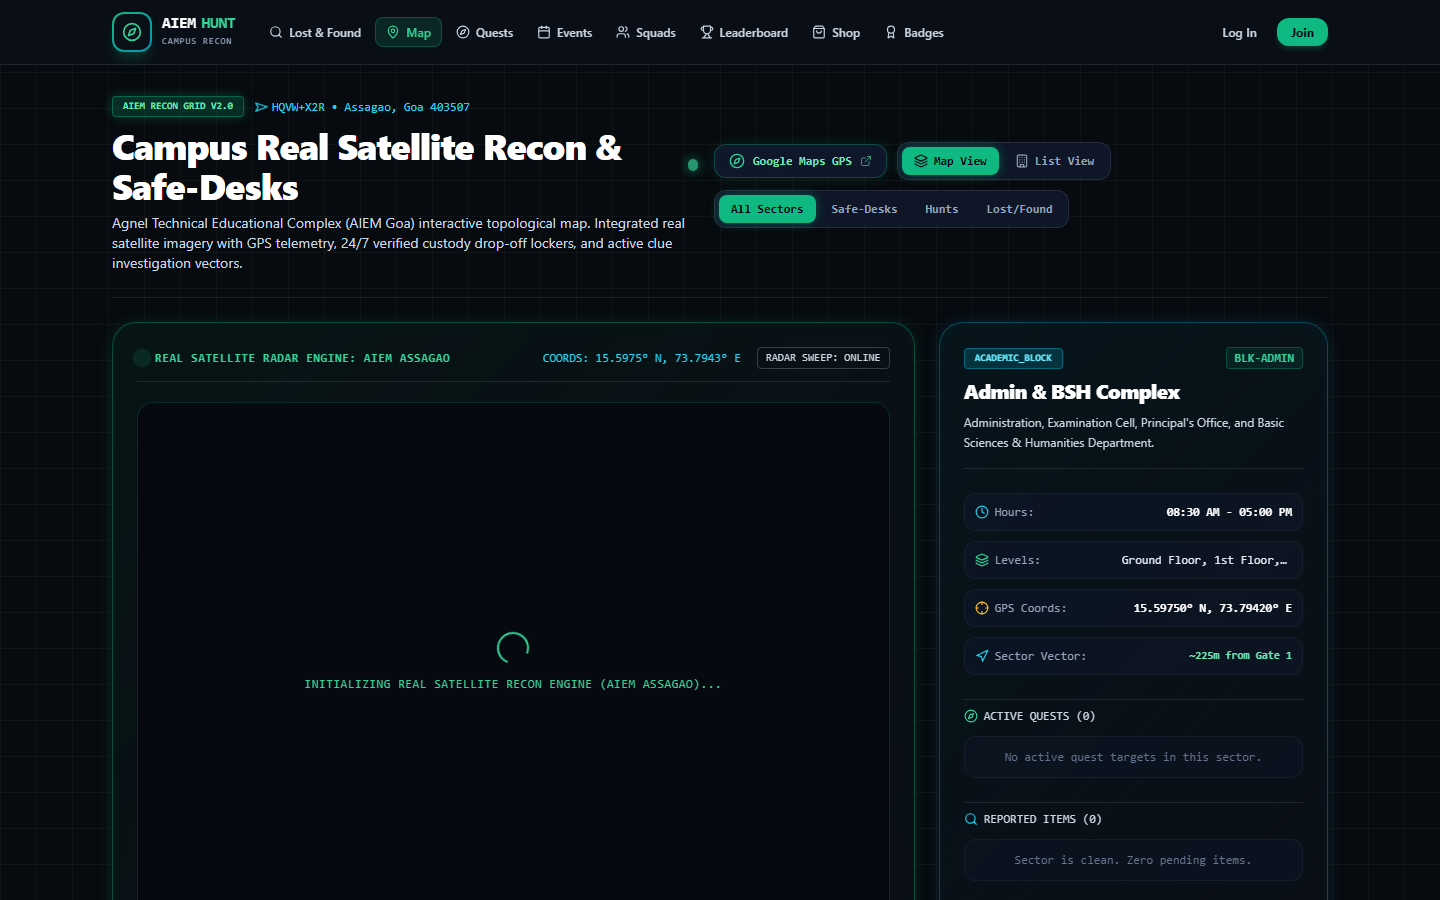 AIEM HUNT
CAMPUS RECON
Lost & Found
Map
Quests
Events
Squads
Leaderboard
Shop
Badges
Log In
Join
AIEM RECON GRID V2.0
HQVW+X2R • Assagao, Goa 403507
Campus Real Satellite Recon &
Safe-Desks
Agnel Technical Educational Complex (AIEM Goa) interactive topological map. Integrated real
satellite imagery with GPS telemetry, 24/7 verified custody drop-off lockers, and active clue
investigation vectors.
Google Maps GPS
Map View
List View
All Sectors
Safe-Desks
Hunts
Lost/Found
REAL SATELLITE RADAR ENGINE: AIEM ASSAGAO
COORDS: 15.5975° N, 73.7943° E
RADAR SWEEP: ONLINE
INITIALIZING REAL SATELLITE RECON ENGINE (AIEM ASSAGAO)...
ACADEMIC_BLOCK
BLK-ADMIN
Admin & BSH Complex
Administration, Examination Cell, Principal's Office, and Basic
Sciences & Humanities Department.
Hours:
08:30 AM - 05:00 PM
Levels:
Ground Floor, 1st Floor,…
GPS Coords:
15.59750° N, 73.79420° E
Sector Vector:
~225m from Gate 1
ACTIVE QUESTS (0)
No active quest targets in this sector.
REPORTED ITEMS (0)
Sector is clean. Zero pending items.